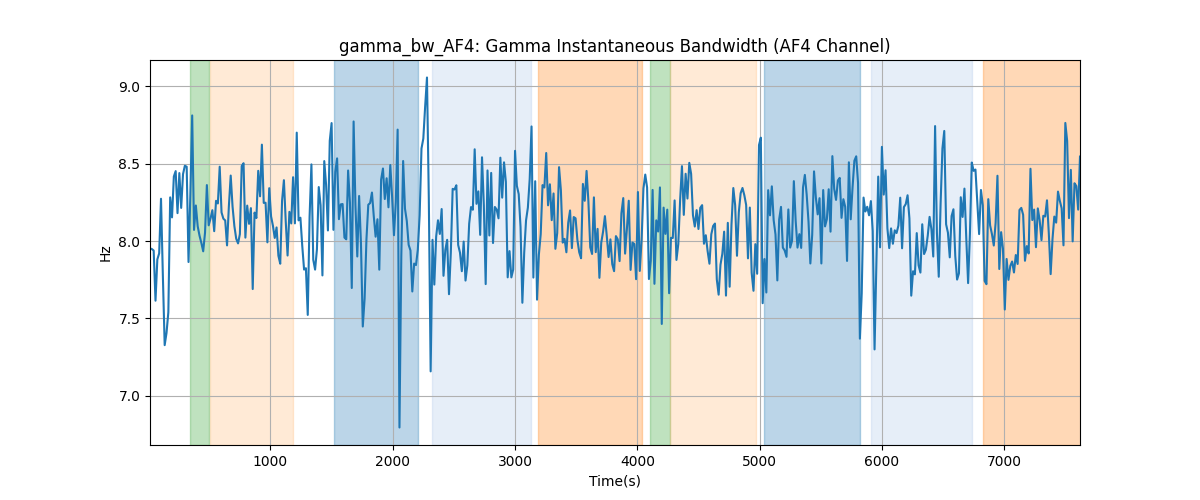 gamma_bw_AF4: Gamma Instantaneous Bandwidth (AF4 Channel)
Hz
9.0
8.5
8.0
7.5
7.0
1000 2000 3000 4000 5000 6000 7000
Time(s)